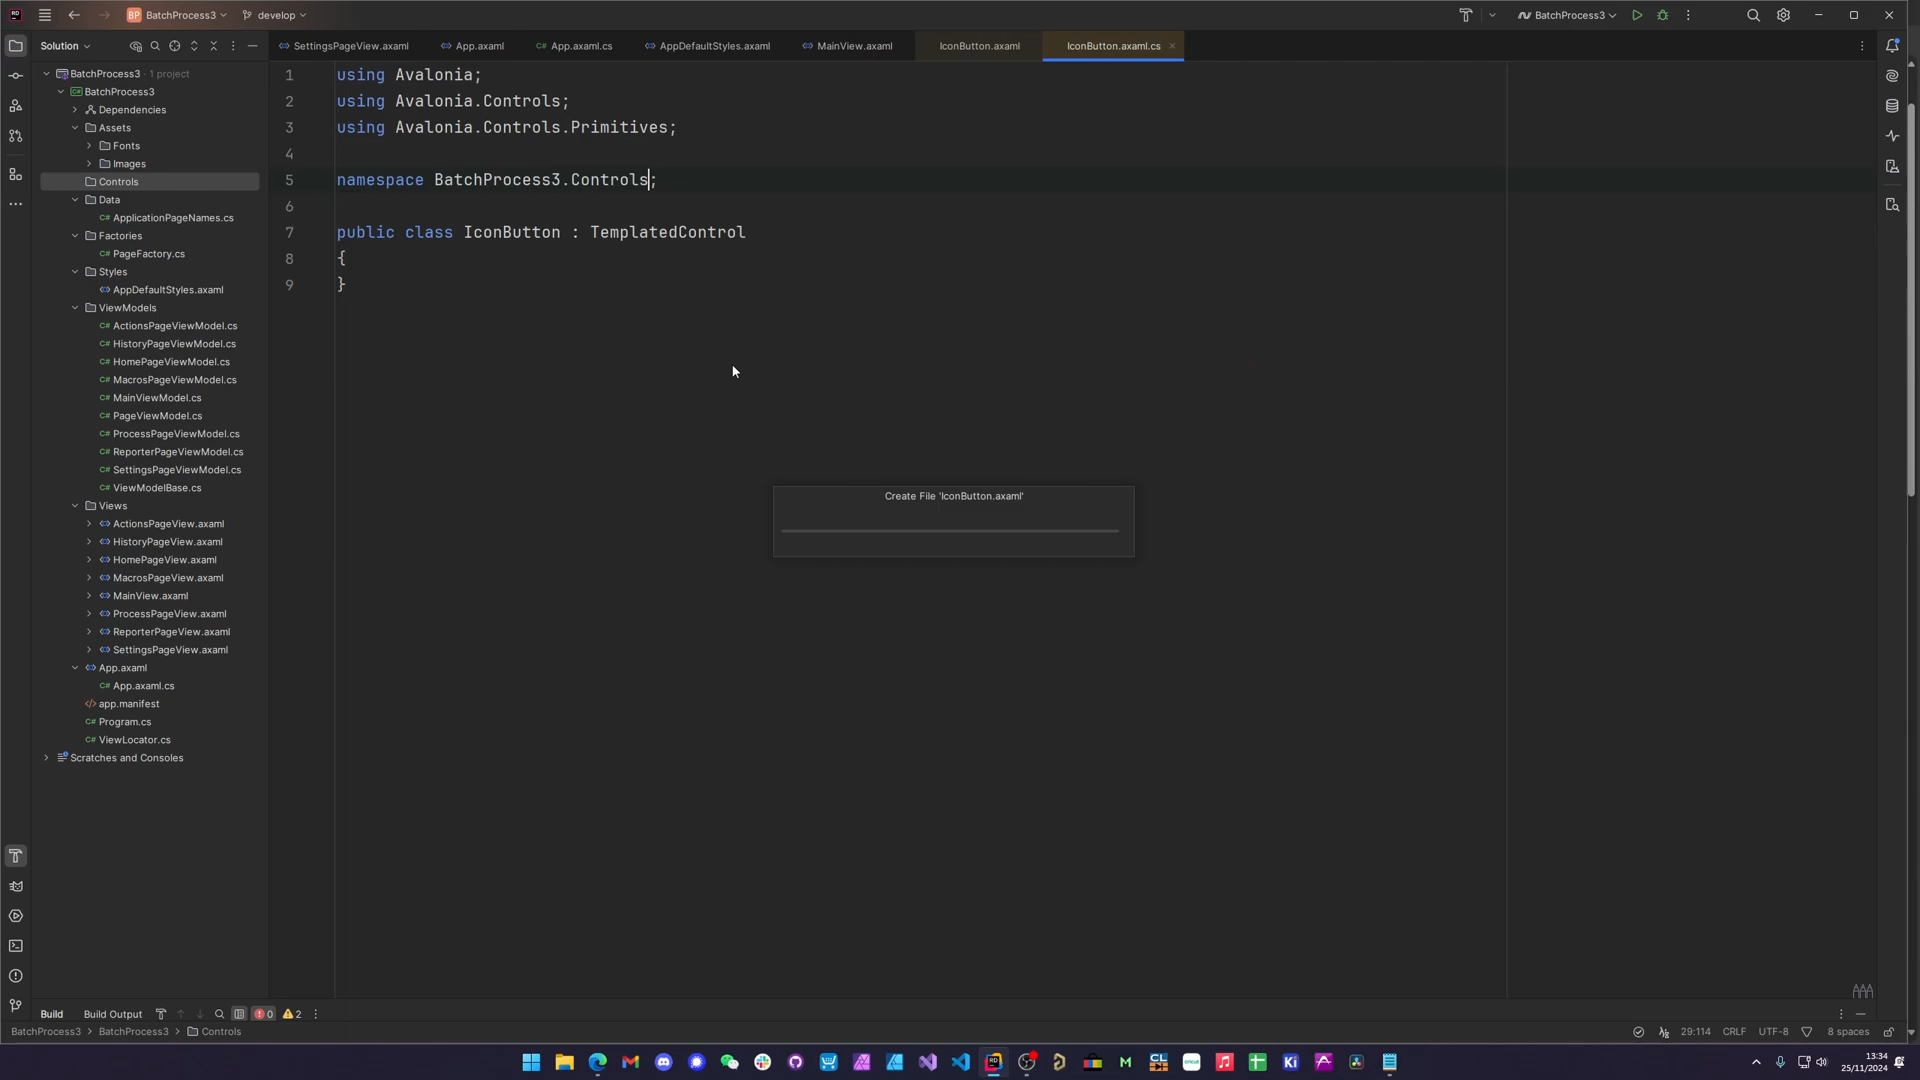 BP BatchProcess3 develop BatchProcess3
Solution SettingsPageView.axaml App.axaml App.axaml.cs AppDefaultStyles.axaml MainView.axaml IconButton.axaml IconButton.axaml.cs
BatchProcess3 · 1 project
BatchProcess3
Dependencies
Assets
Fonts
Images
Controls
Data
C# ApplicationPageNames.cs
Factories
C# PageFactory.cs
Styles
AppDefaultStyles.axaml
ViewModels
C# ActionsPageViewModel.cs
C# HistoryPageViewModel.cs
C# HomePageViewModel.cs
C# MacrosPageViewModel.cs
C# MainViewModel.cs
C# PageViewModel.cs
C# ProcessPageViewModel.cs
C# ReporterPageViewModel.cs
C# SettingsPageViewModel.cs
C# ViewModelBase.cs
Views
ActionsPageView.axaml
HistoryPageView.axaml
HomePageView.axaml
MacrosPageView.axaml
MainView.axaml
ProcessPageView.axaml
ReporterPageView.axaml
SettingsPageView.axaml
App.axaml
C# App.axaml.cs
app.manifest
C# Program.cs
C# ViewLocator.cs
Scratches and Consoles
1 using Avalonia;
2 using Avalonia.Controls;
3 using Avalonia.Controls.Primitives;
4
5 namespace BatchProcess3.Controls;
6
7 public class IconButton : TemplatedControl
8 {
9 }
Create File 'IconButton.axaml'
Build Build Output 0 2
BatchProcess3 > BatchProcess3 > Controls 29:114 CRLF UTF-8 8 spaces
13:34
25/11/2024